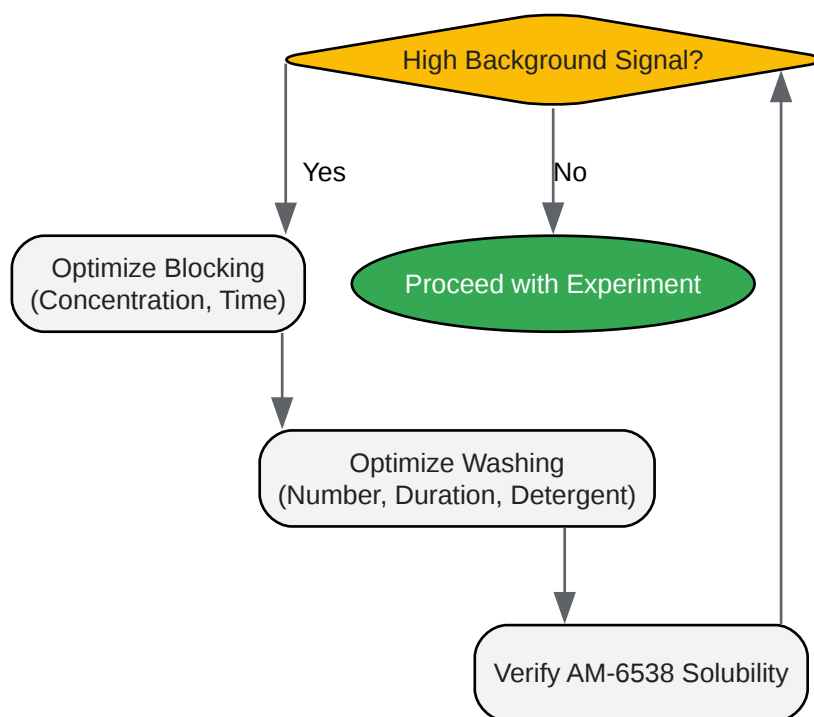 High Background Signal?
Yes
No
Optimize Blocking
(Concentration, Time)
Proceed with Experiment
Optimize Washing
(Number, Duration, Detergent)
Verify AM-6538 Solubility